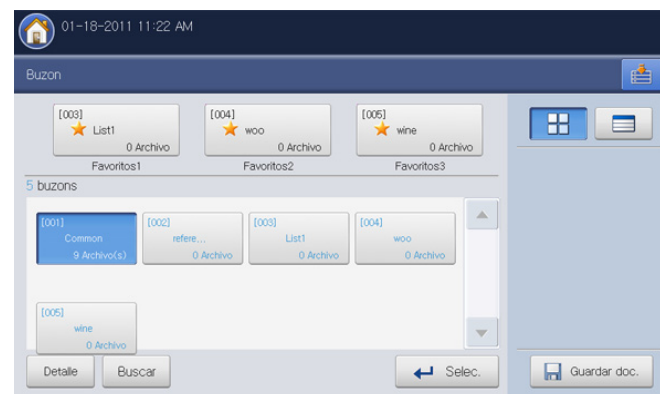 01-18-2011 11:22 AM
Buzon
[003]
List1
0 Archivo
[004]
woo
0 Archivo
[005]
wine
0 Archivo
Favoritos1
Favoritos2
Favoritos3
5 buzons
[001]
Common
9 Archivo(s)
[002]
refere...
0 Archivo
[003]
List1
0 Archivo
[004]
woo
0 Archivo
[005]
wine
0 Archivo
Detalle
Buscar
Selec.
Guardar doc.